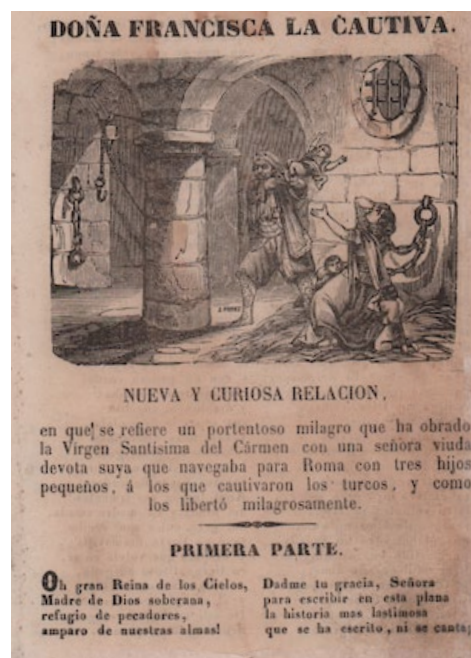 DOÑA FRANCISCA LA CAUTIVA.
NUEVA Y CURIOSA RELACION,
en que se refiere un portentoso milagro que ha obrado
la Virgen Santísima del Cármen con una señora viuda
devota suya que navegaba para Roma con tres hijos
pequeños, á los que cautivaron los turcos, y como
los libertó milagrosamente.
PRIMERA PARTE.
Oh gran Reina de los Cielos,
Madre de Dios soberana,
refugio de pecadores,
amparo de nuestras almas!
Dadme tu gracia, Señora
para escribir en esta plana
la historia mas lastimosa
que se ha escrito, ni se canta;